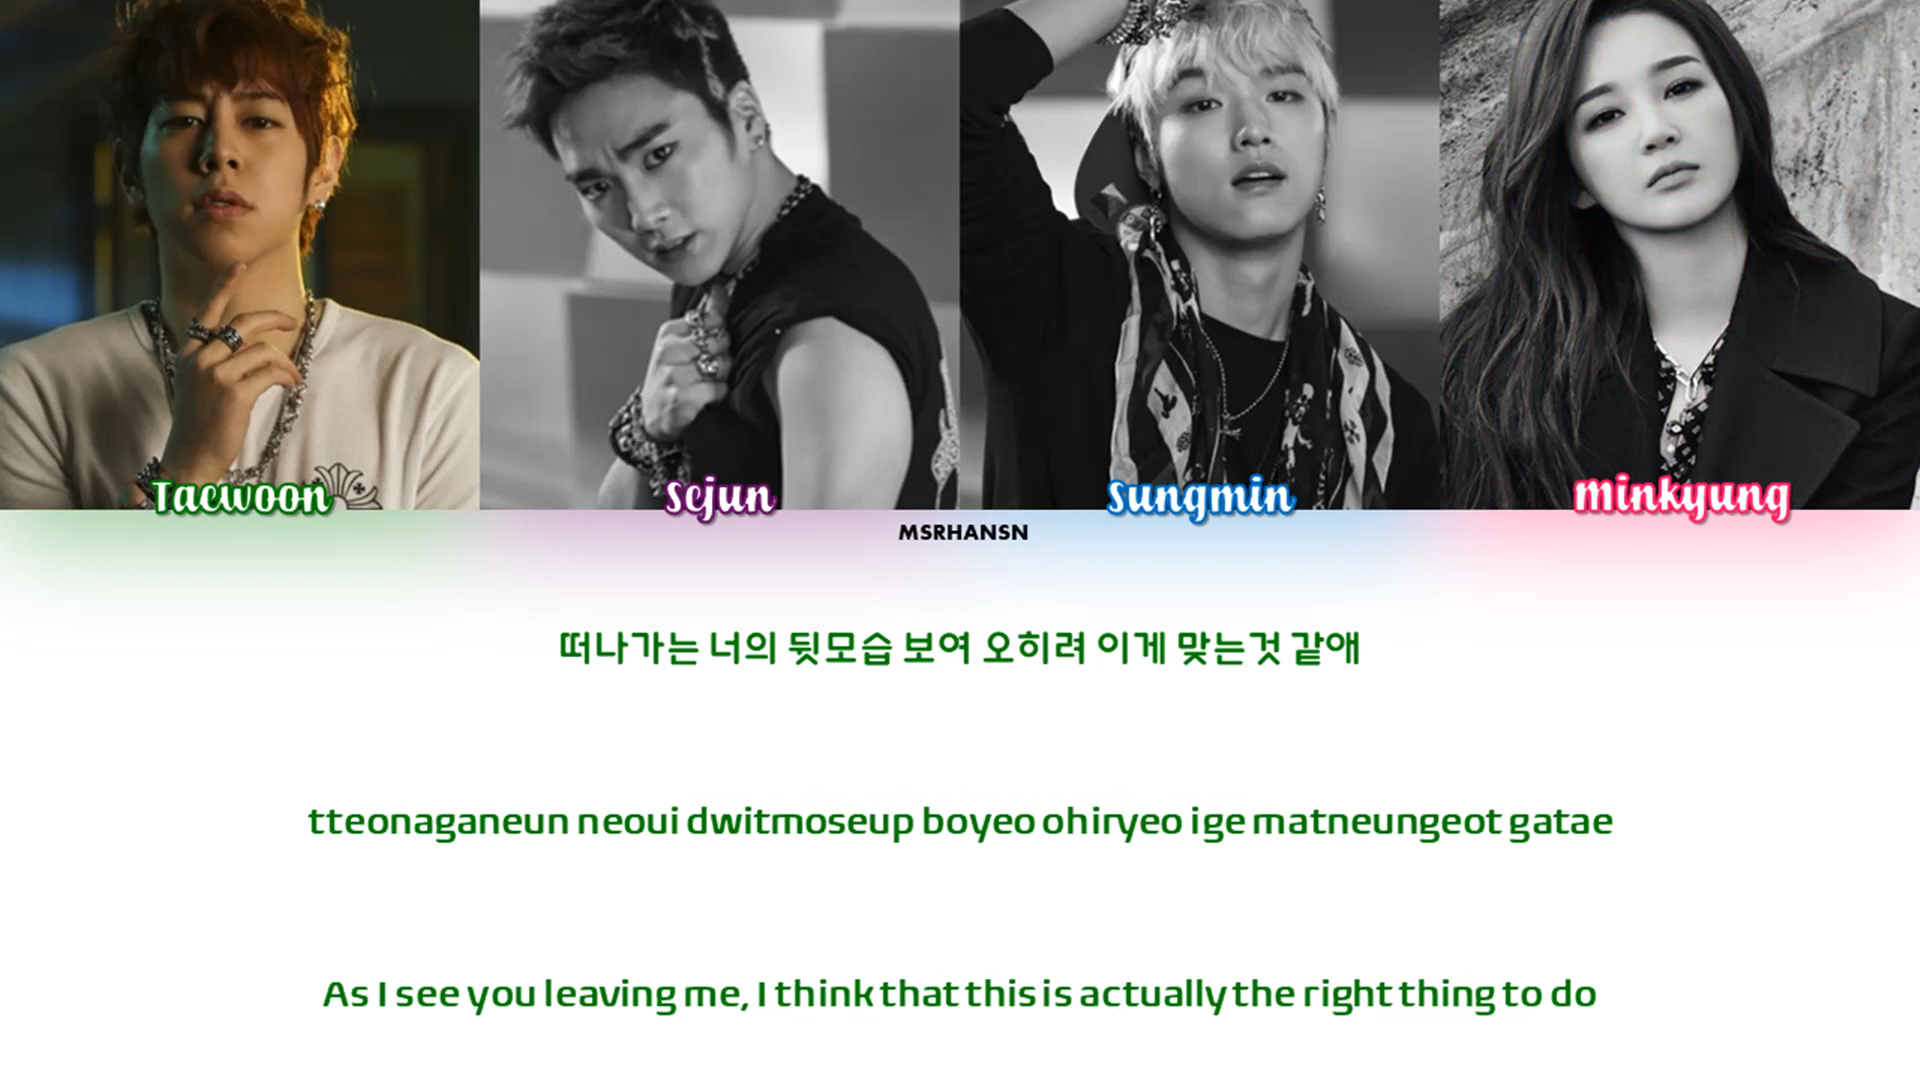 Taewoon
Sejun
Sungmin
Minkyung
MSRHANSN
떠나가는 너의 뒷모습 보여 오히려 이게 맞는것 같애
tteonaganeun neoui dwitmoseup boyeo ohiryeo ige matneungeot gatae
As I see you leaving me, I think that this is actually the right thing to do